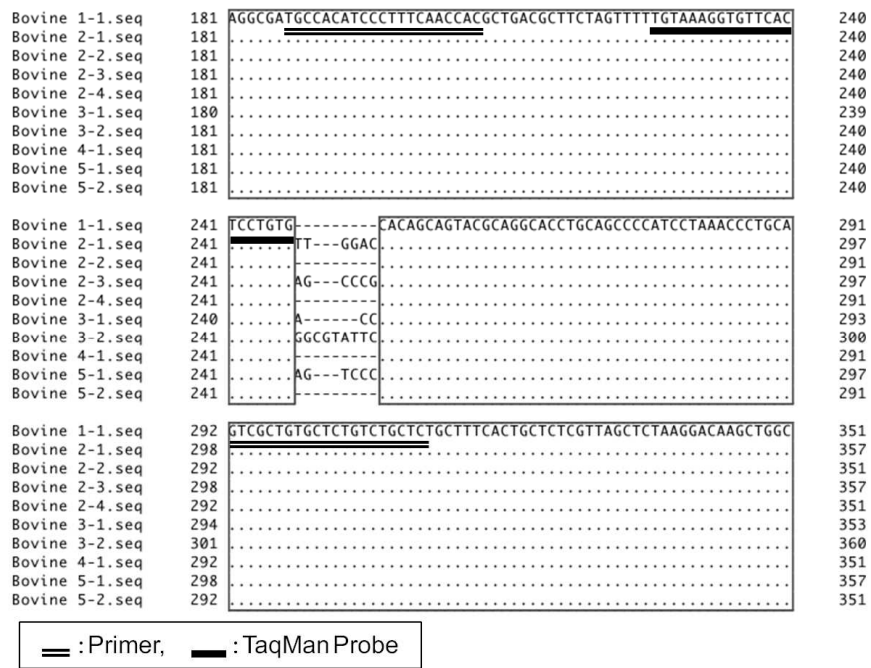 Bovine 1-1.seq 181 AGGCGATGCCACATCCCTTTCAACCACGCTGACGCTTCTAGTTTTTGTAAAGGTGTTCAC 240
Bovine 2-1.seq 181 ............................................................ 240
Bovine 2-2.seq 181 ............................................................ 240
Bovine 2-3.seq 181 ............................................................ 240
Bovine 2-4.seq 181 ............................................................ 240
Bovine 3-1.seq 180 ............................................................ 239
Bovine 3-2.seq 181 ............................................................ 240
Bovine 4-1.seq 181 ............................................................ 240
Bovine 5-1.seq 181 ............................................................ 240
Bovine 5-2.seq 181 ............................................................ 240
Bovine 1-1.seq 241 TCCTGTG---------CACAGCAGTACGCAGGCACCTGCAGCCCCATCCTAAACCCTGCA 291
Bovine 2-1.seq 241 .......TT---GGAC............................................ 297
Bovine 2-2.seq 241 .......---------............................................ 291
Bovine 2-3.seq 241 .......AG---CCCG............................................ 297
Bovine 2-4.seq 241 .......---------............................................ 291
Bovine 3-1.seq 240 .......A------CC............................................ 293
Bovine 3-2.seq 241 .......GGCGTATTC............................................ 300
Bovine 4-1.seq 241 .......---------............................................ 291
Bovine 5-1.seq 241 .......AG---TCCC............................................ 297
Bovine 5-2.seq 241 .......---------............................................ 291
Bovine 1-1.seq 292 GTCGCTGTGCTCTGTCTGCTCTGCTTTCACTGCTCTCGTTAGCTCTAAGGACAAGCTGGC 351
Bovine 2-1.seq 298 ............................................................ 357
Bovine 2-2.seq 292 ............................................................ 351
Bovine 2-3.seq 298 ............................................................ 357
Bovine 2-4.seq 292 ............................................................ 351
Bovine 3-1.seq 294 ............................................................ 353
Bovine 3-2.seq 301 ............................................................ 360
Bovine 4-1.seq 292 ............................................................ 351
Bovine 5-1.seq 298 ............................................................ 357
Bovine 5-2.seq 292 ............................................................ 351
: Primer, : TaqMan Probe